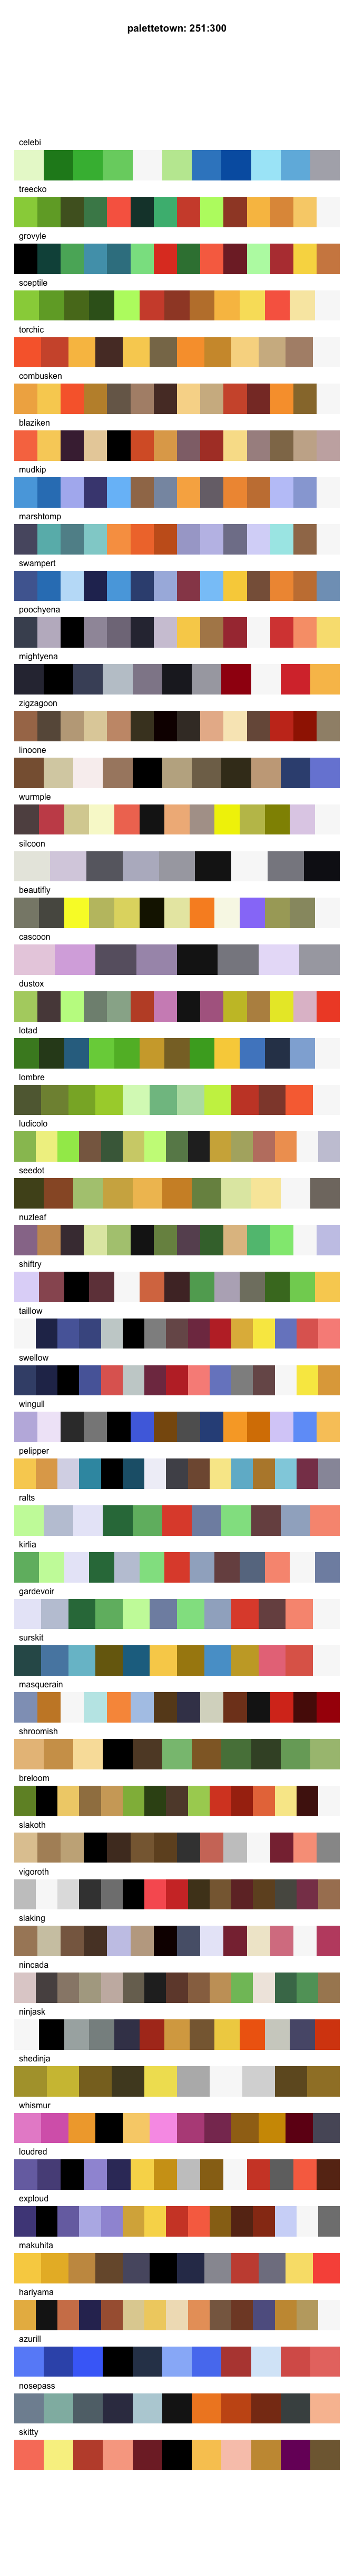 palettetown: 251:300
celebi
treecko
grovyle
sceptile
torchic
combusken
blaziken
mudkip
marshtomp
swampert
poochyena
mightyena
zigzagoon
linoone
wurmple
silcoon
beautifly
cascoon
dustox
lotad
lombre
ludicolo
seedot
nuzleaf
shiftry
taillow
swellow
wingull
pelipper
ralts
kirlia
gardevoir
surskit
masquerain
shroomish
breloom
slakoth
vigoroth
slaking
nincada
ninjask
shedinja
whismur
loudred
exploud
makuhita
hariyama
azurill
nosepass
skitty